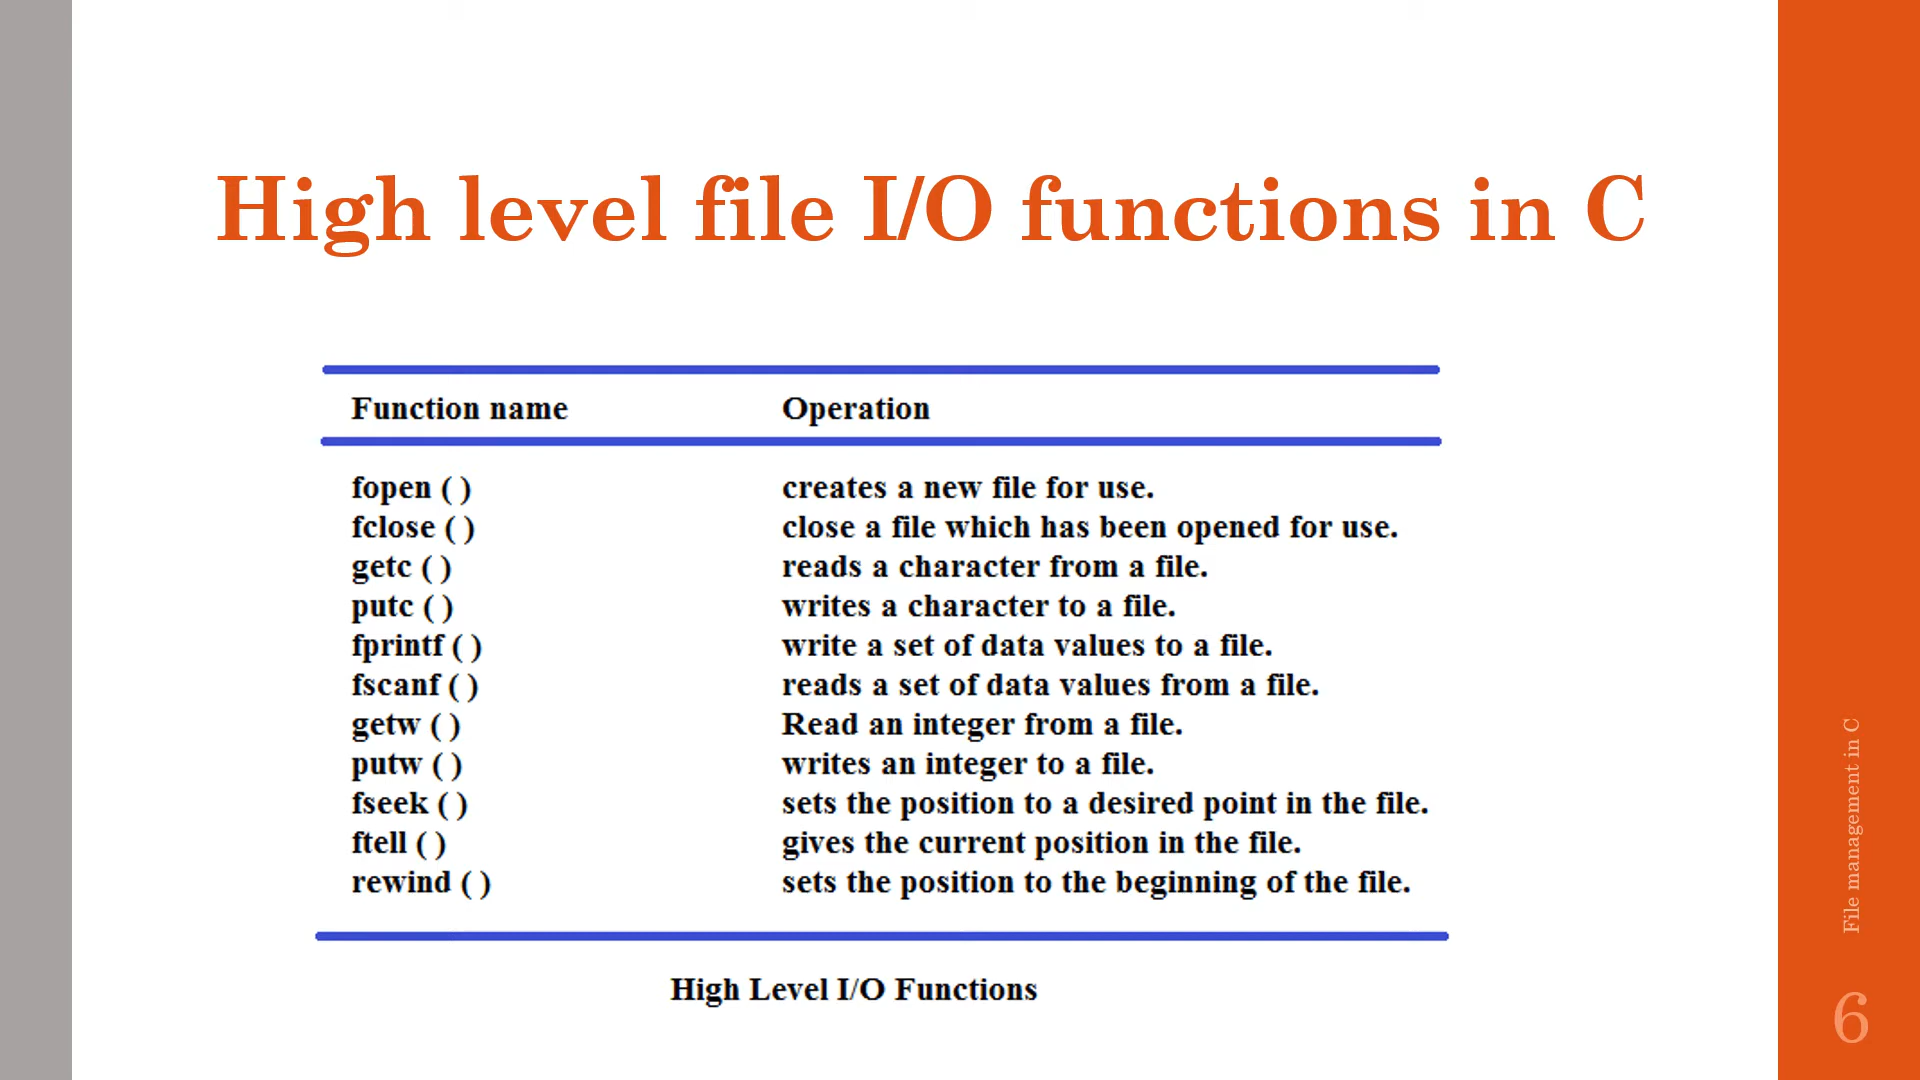 High level file I/O functions in C
Function name Operation
fopen ( ) creates a new file for use.
fclose ( ) close a file which has been opened for use.
getc ( ) reads a character from a file.
putc ( ) writes a character to a file.
fprintf ( ) write a set of data values to a file.
fscanf ( ) reads a set of data values from a file.
getw ( ) Read an integer from a file.
putw ( ) writes an integer to a file.
fseek ( ) sets the position to a desired point in the file.
ftell ( ) gives the current position in the file.
rewind ( ) sets the position to the beginning of the file.
High Level I/O Functions
File management in C
6